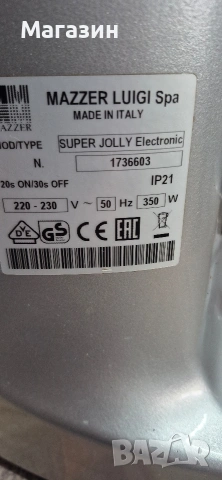 Магазин
MAZZER LUIGI Spa
MADE IN ITALY
MAZZER
MOD/TYPE SUPER JOLLY Electronic
N. 1736603
20s ON/30s OFF IP21
220 - 230 V ~ 50 Hz 350 W
DVE GS CE EAC
BAZAR